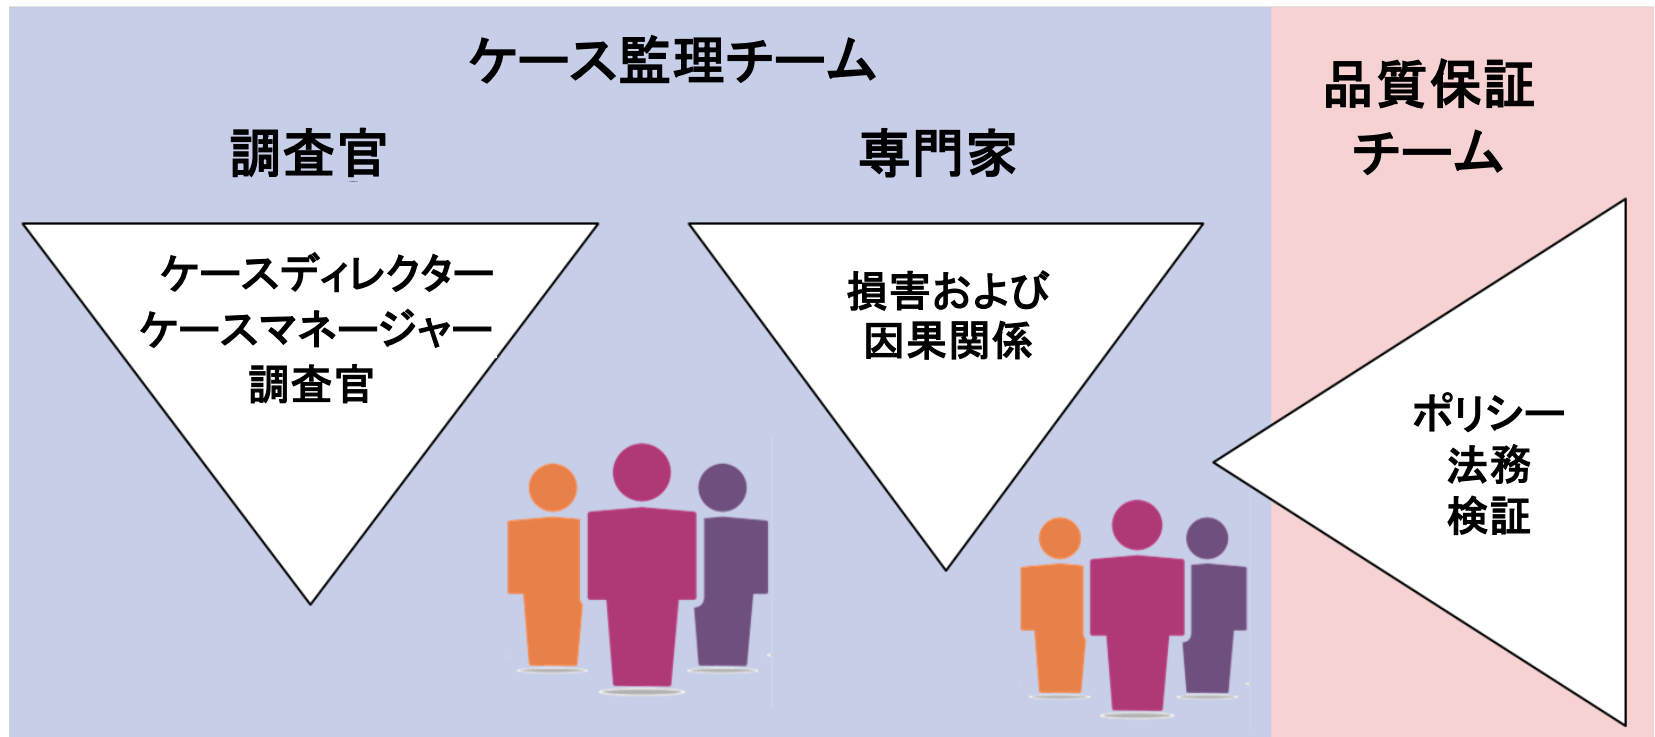 ケース監理チーム
調査官
ケースディレクター
ケースマネージャー
調査官
専門家
損害および
因果関係
品質保証
チーム
ポリシー
法務
検証